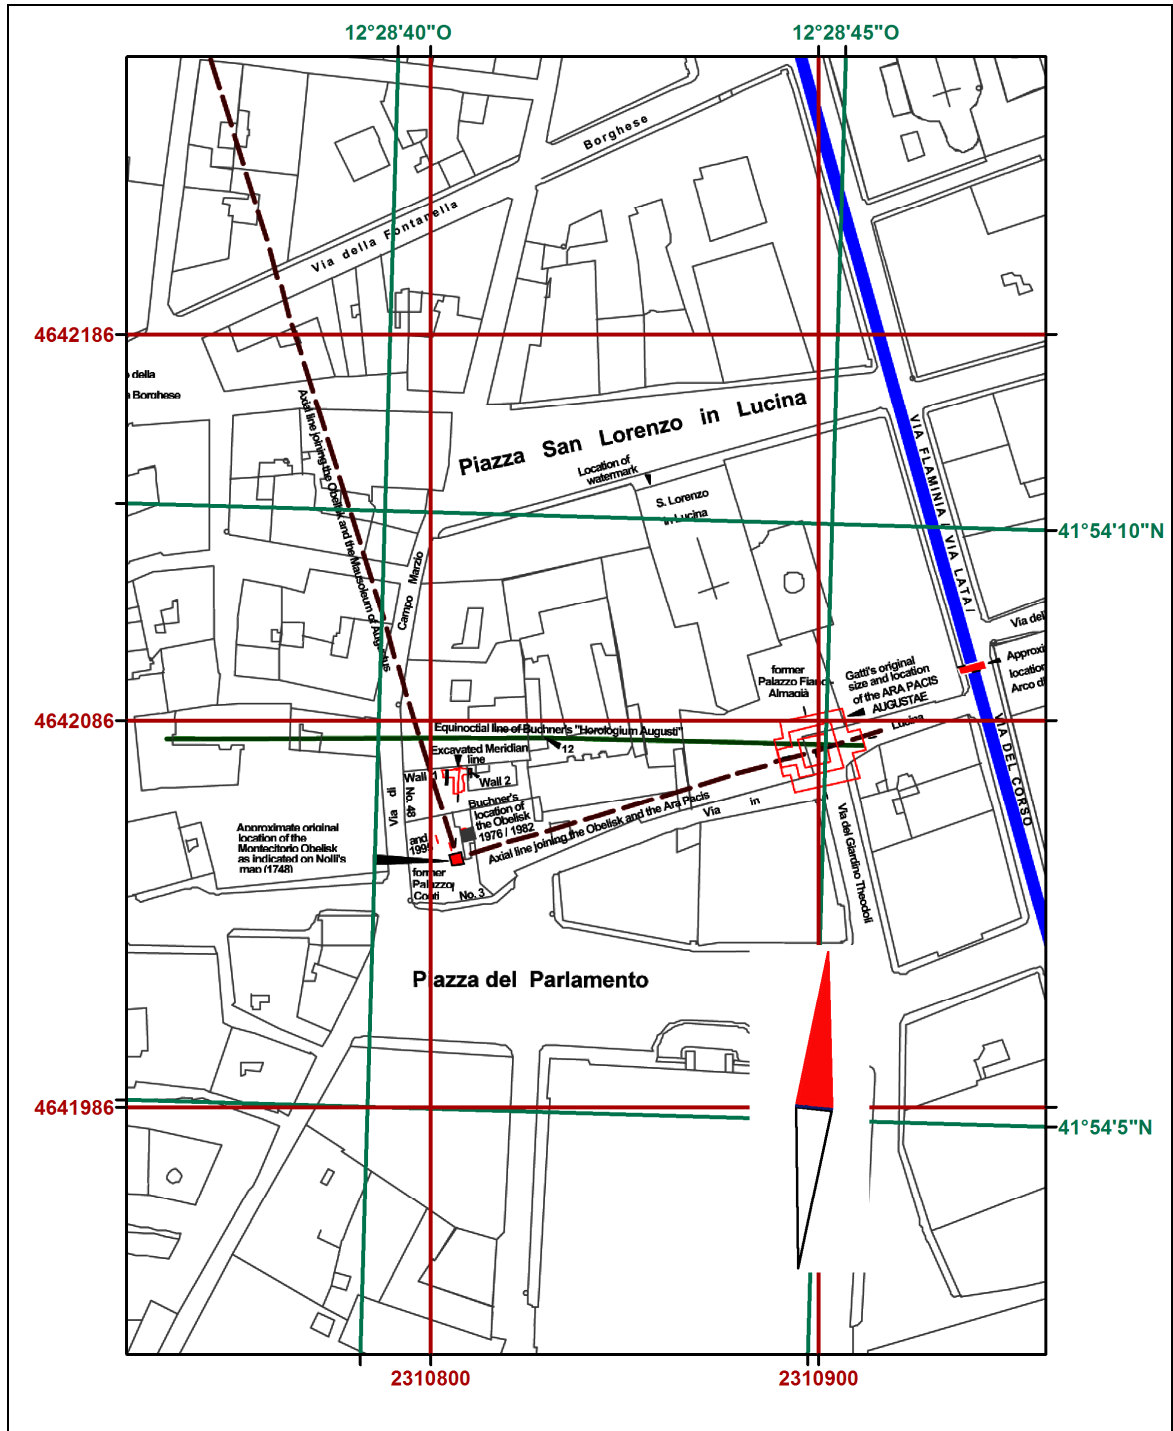 12°28'40"O
12°28'45"O
Borghese
Via della Fontanella
4642186
della
Borghese
Axial line joining the Obelisk and the Mausoleum of Augustus
Piazza San Lorenzo in Lucina
Location of
watermark
S. Lorenzo
in Lucina
VIA FLAMINIA / VIA LATA /
VIA DEL CORSO
41°54'10"N
Campo Marzio
Via del
Approxi
location
Arco di
former
Palazzo Fiano-
Almagià
Gatti's original
size and location
of the ARA PACIS
AUGUSTAE
4642086
Equinoctial line of Buchner's "Horologium Augusti"
12
Excavated Meridian
line
Wall 1
Wall 2
No. 48
Via di
Buchner's
location of
the Obelisk
1976 / 1982
and
1995
Axial line joining the Obelisk and the Ara Pacis
Via in Lucina
Via del Giardino Theodoli
Approximate original
location of the
Montecitorio Obelisk
as indicated on Nolli's
map (1748)
former
Palazzo
Conti
No. 3
Piazza del Parlamento
4641986
41°54'5"N
2310800
2310900